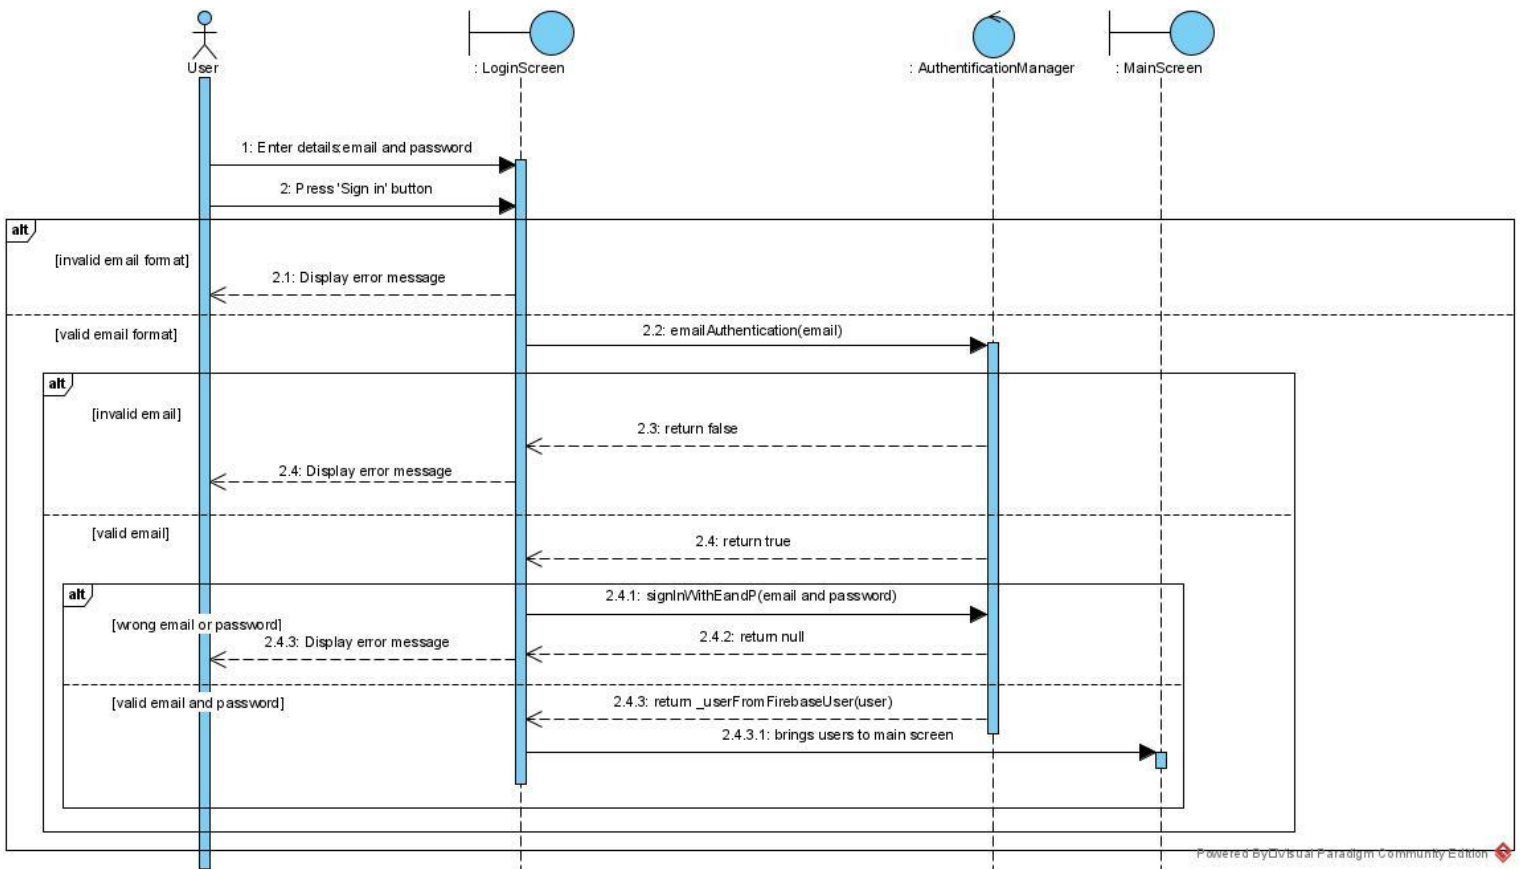 User
: LoginScreen
: AuthentificationManager
: MainScreen
1: Enter details:email and password
2: Press 'Sign in' button
alt
[invalid email format]
2.1: Display error message
[valid email format]
2.2: emailAuthentication(email)
alt
[invalid email]
2.3: return false
2.4: Display error message
[valid email]
2.4: return true
alt
2.4.1: signInWithEandP(email and password)
[wrong email or password]
2.4.2: return null
2.4.3: Display error message
[valid email and password]
2.4.3: return _userFromFirebaseUser(user)
2.4.3.1: brings users to main screen
Powered By Visual Paradigm Community Edition